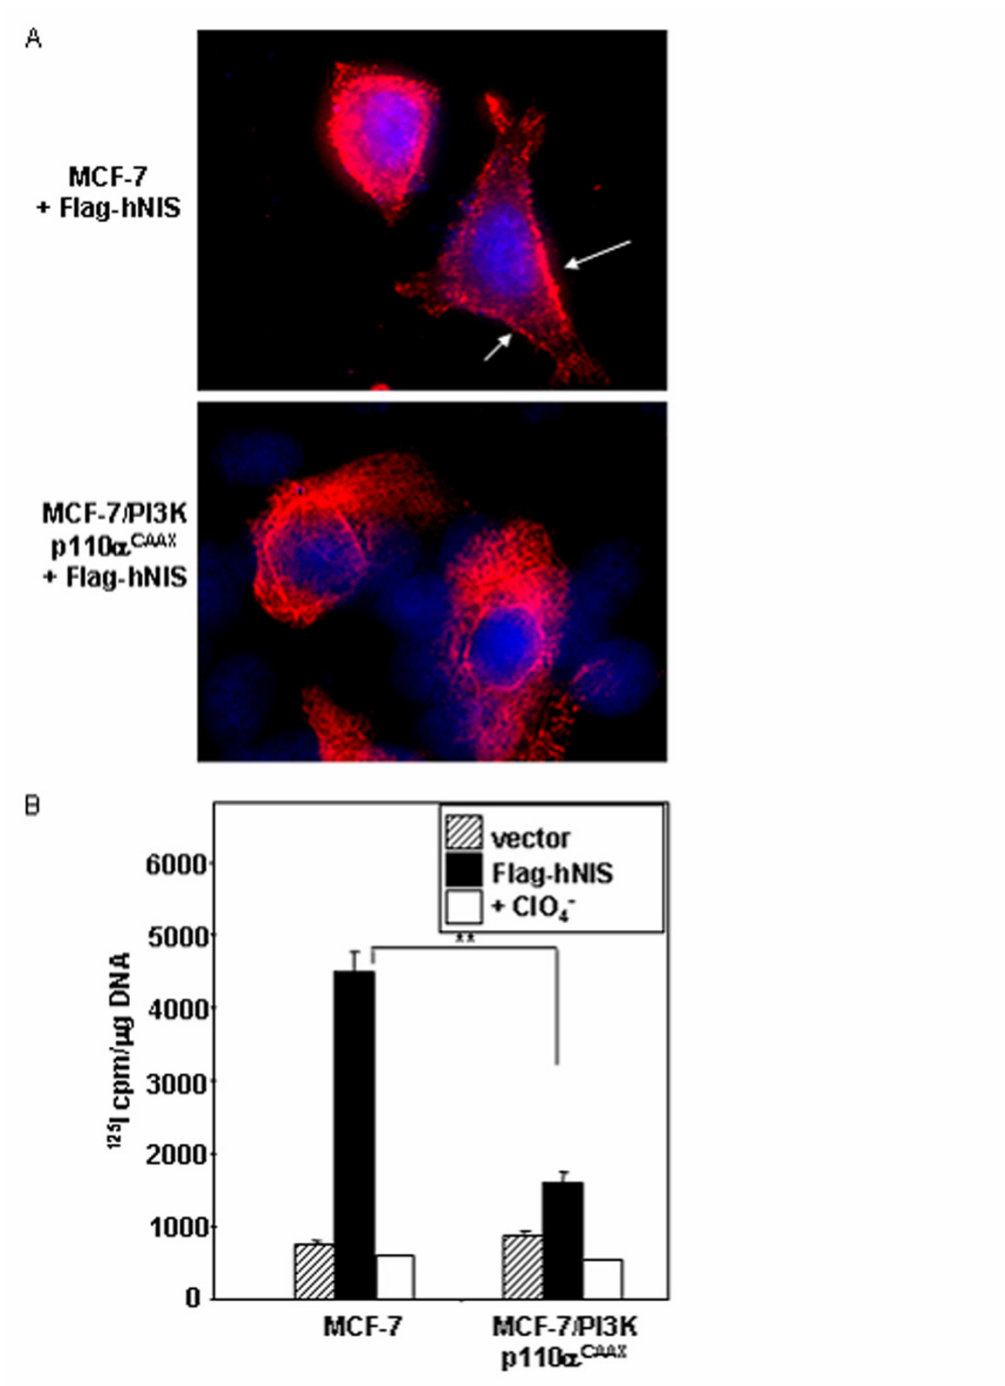 A
MCF-7
+ Flag-hNIS
MCF-7/PI3K
p110α CAAX
+ Flag-hNIS
B
vector
Flag-hNIS
+ ClO4-
**
6000
5000
4000
3000
2000
1000
0
125I cpm/µg DNA
MCF-7
MCF-7/PI3K
p110α CAAX